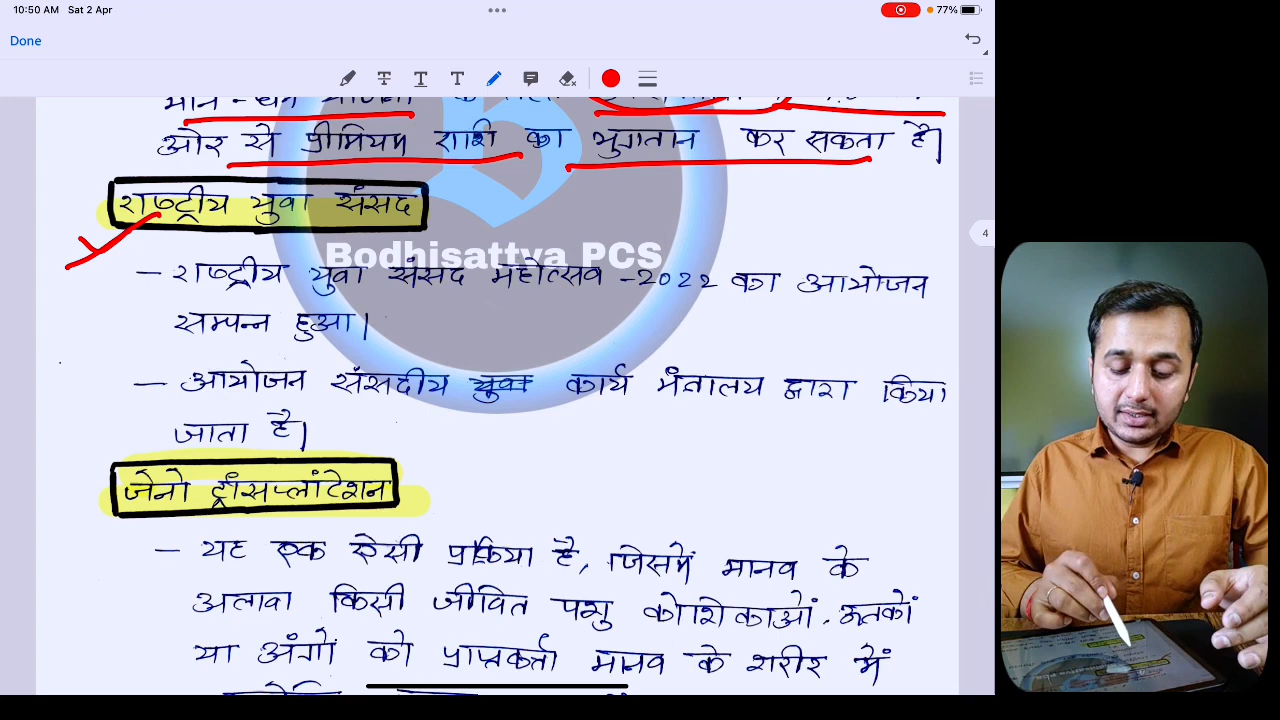 10:50 AM Sat 2 Apr
77%
Done
और से प्रीमियम राशि का भुगतान कर सकता है|
राष्ट्रीय युवा संसद
Bodhisattva PCS
4
– राष्ट्रीय युवा संसद महोत्सव -2022 का आयोजन
सम्पन्न हुआ|
– आयोजन संसदीय कार्य मंत्रालय द्वारा किया
जाता है|
जेनो ट्रांसप्लांटेशन
– यह एक ऐसी प्रक्रिया है, जिसमें मानव के
अलावा किसी जीवित पशु कोशिकाओं, ऊतकों
या अंगों को प्राप्तकर्ता मानव के शरीर में